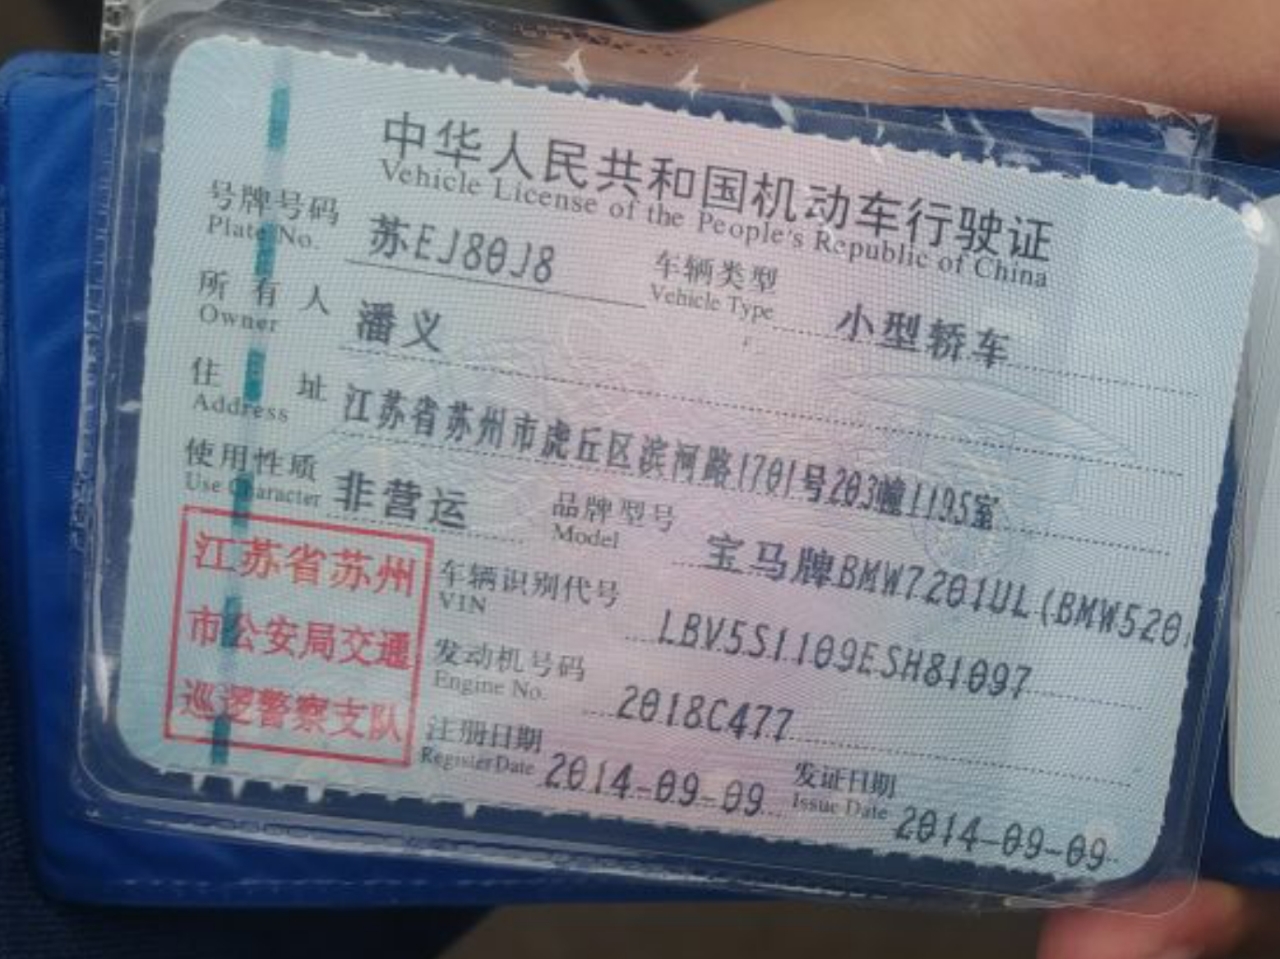 中华人民共和国机动车行驶证
Vehicle License of the People's Republic of China
号牌号码 苏EJ80J8 车辆类型 小型轿车
Plate No. Vehicle Type
所有人 潘义
Owner
住址 江苏省苏州市虎丘区滨河路1701号203幢1195室
Address
使用性质 非营运 品牌型号 宝马牌BMW7201UL(BMW520
Use Character Model
江苏省苏州
市公安局交通
巡逻警察支队
车辆识别代号 LBV5S1109ESH81097
VIN
发动机号码 2018C477
Engine No.
注册日期 2014-09-09 发证日期 2014-09-09
Register Date Issue Date